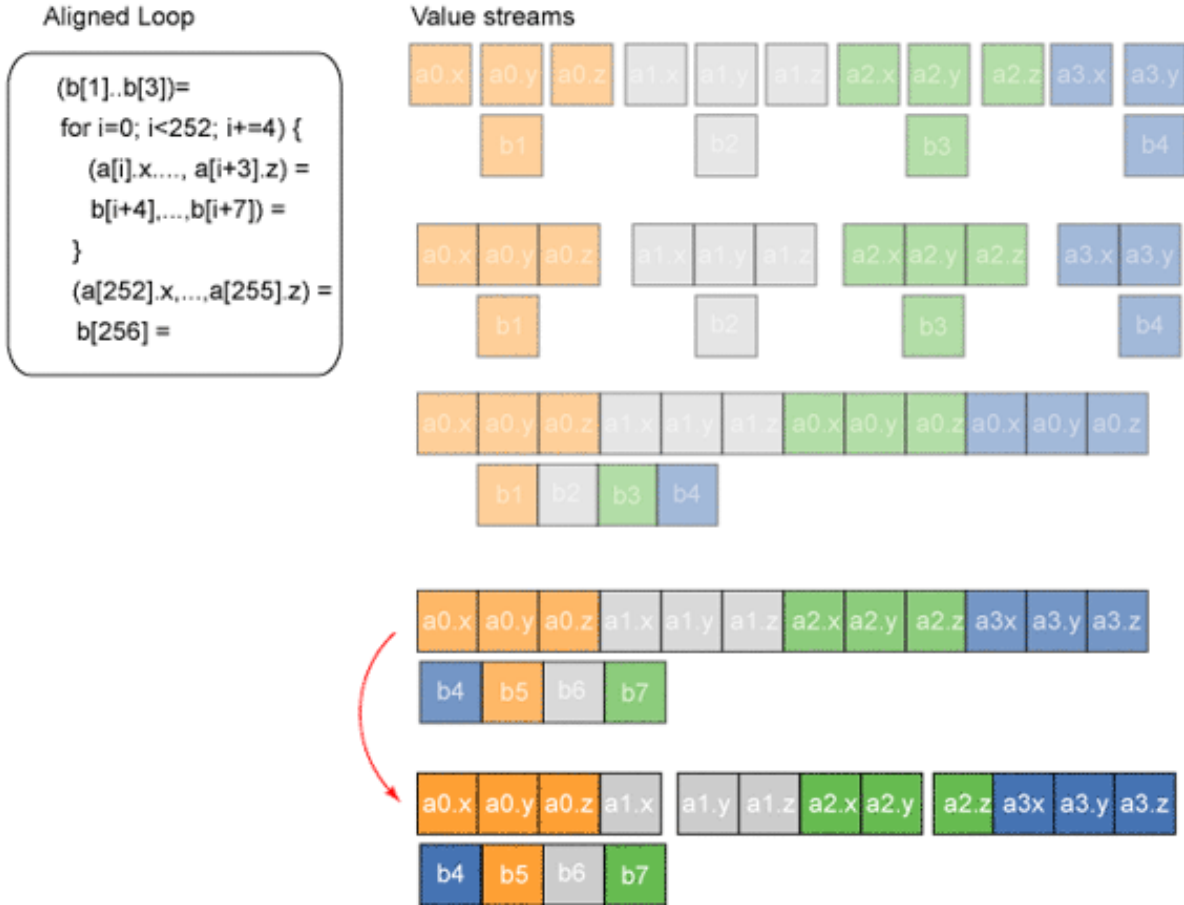 Aligned Loop
(b[1]..b[3])=
for i=0; i<252; i+=4) {
(a[i].x...., a[i+3].z) =
b[i+4],...,b[i+7]) =
}
(a[252].x,...,a[255].z) =
b[256] =
Value streams
a0.x a0.y a0.z a1.x a1.y a1.z a2.x a2.y a2.z a3.x a3.y
b1 b2 b3 b4
a0.x a0.y a0.z a1.x a1.y a1.z a2.x a2.y a2.z a3.x a3.y
b1 b2 b3 b4
a0.x a0.y a0.z a1.x a1.y a1.z a0.x a0.y a0.z a0.x a0.y a0.z
b1 b2 b3 b4
a0.x a0.y a0.z a1.x a1.y a1.z a2.x a2.y a2.z a3x a3.y a3.z
b4 b5 b6 b7
a0.x a0.y a0.z a1.x a1.y a1.z a2.x a2.y a2.z a3x a3.y a3.z
b4 b5 b6 b7